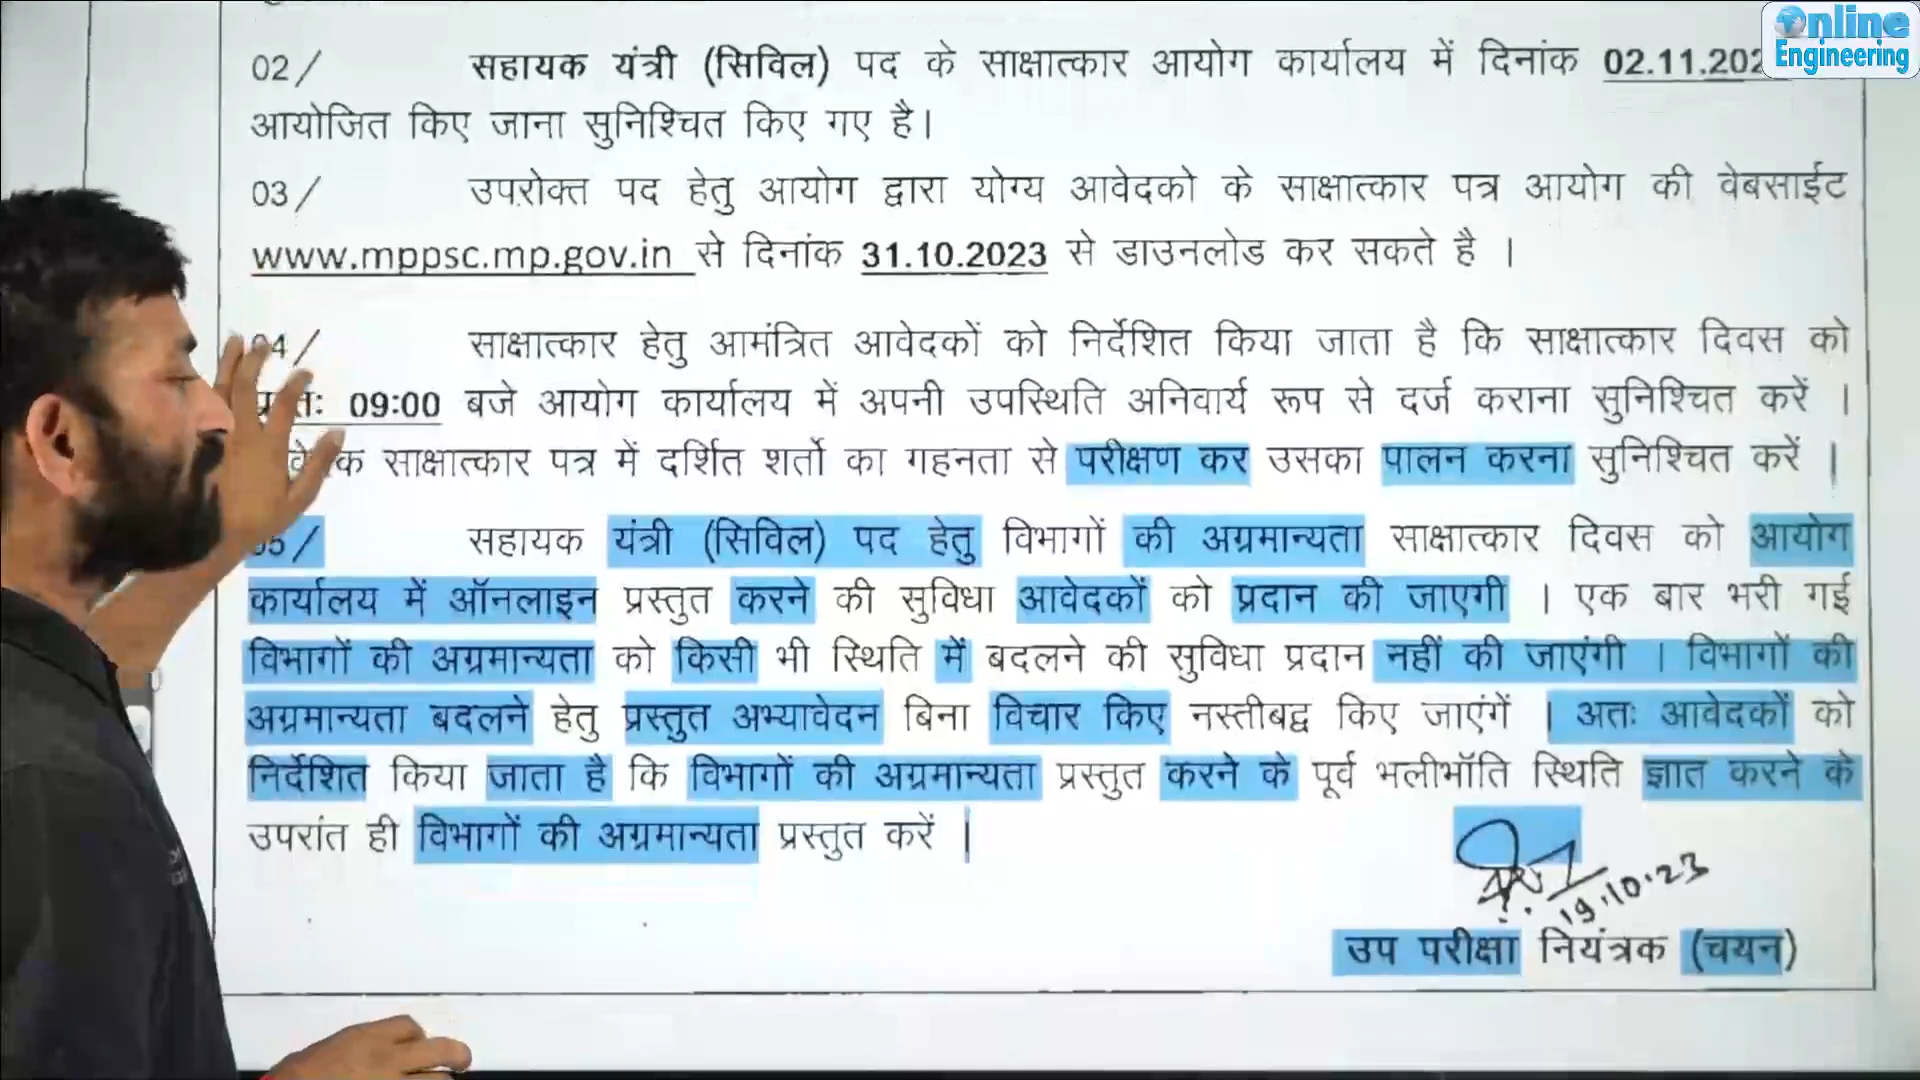 Online
Engineering
02/ सहायक यंत्री (सिविल) पद के साक्षात्कार आयोग कार्यालय में दिनांक 02.11.202
आयोजित किए जाना सुनिश्चित किए गए है।
03/ उपरोक्त पद हेतु आयोग द्वारा योग्य आवेदको के साक्षात्कार पत्र आयोग की वेबसाईट
www.mppsc.mp.gov.in से दिनांक 31.10.2023 से डाउनलोड कर सकते है ।
04/ साक्षात्कार हेतु आमंत्रित आवेदकों को निर्देशित किया जाता है कि साक्षात्कार दिवस को
09:00 बजे आयोग कार्यालय में अपनी उपस्थिति अनिवार्य रूप से दर्ज कराना सुनिश्चित करें ।
साक्षात्कार पत्र में दर्शित शर्तो का गहनता से परीक्षण कर उसका पालन करना सुनिश्चित करें ।
05/ सहायक यंत्री (सिविल) पद हेतु विभागों की अग्रमान्यता साक्षात्कार दिवस को आयोग
कार्यालय में ऑनलाइन प्रस्तुत करने की सुविधा आवेदकों को प्रदान की जाएगी । एक बार भरी गई
विभागों की अग्रमान्यता को किसी भी स्थिति में बदलने की सुविधा प्रदान नहीं की जाएंगी । विभागों की
अग्रमान्यता बदलने हेतु प्रस्तुत अभ्यावेदन बिना विचार किए नस्तीबद्व किए जाएंगें । अतः आवेदकों को
निर्देशित किया जाता है कि विभागों की अग्रमान्यता प्रस्तुत करने के पूर्व भलीभॉति स्थिति ज्ञात करने के
उपरांत ही विभागों की अग्रमान्यता प्रस्तुत करें |
19.10.23
उप परीक्षा नियंत्रक (चयन)